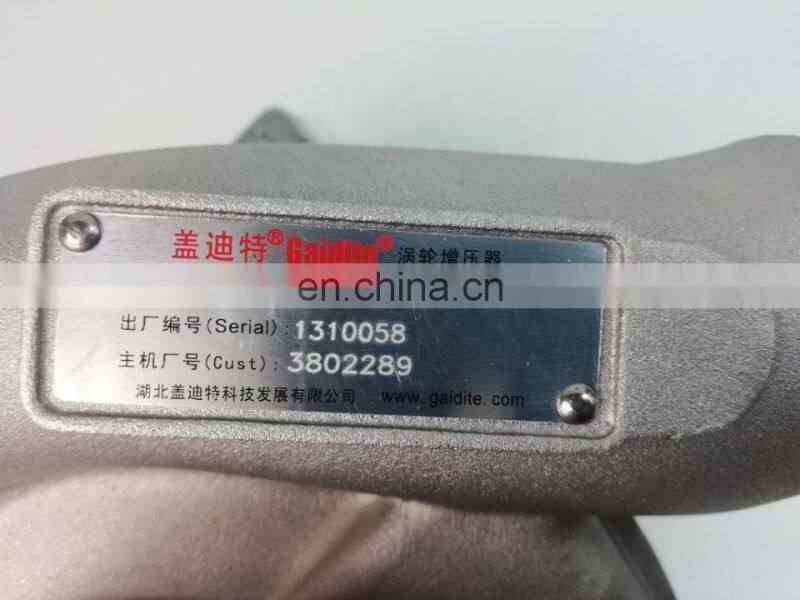 盖迪特® Gaidite® 涡轮增压器
en.china.cn
出厂编号(Serial):1310058
主机厂号(Cust):3802289
湖北盖迪特科技发展有限公司 www.gaidite.com